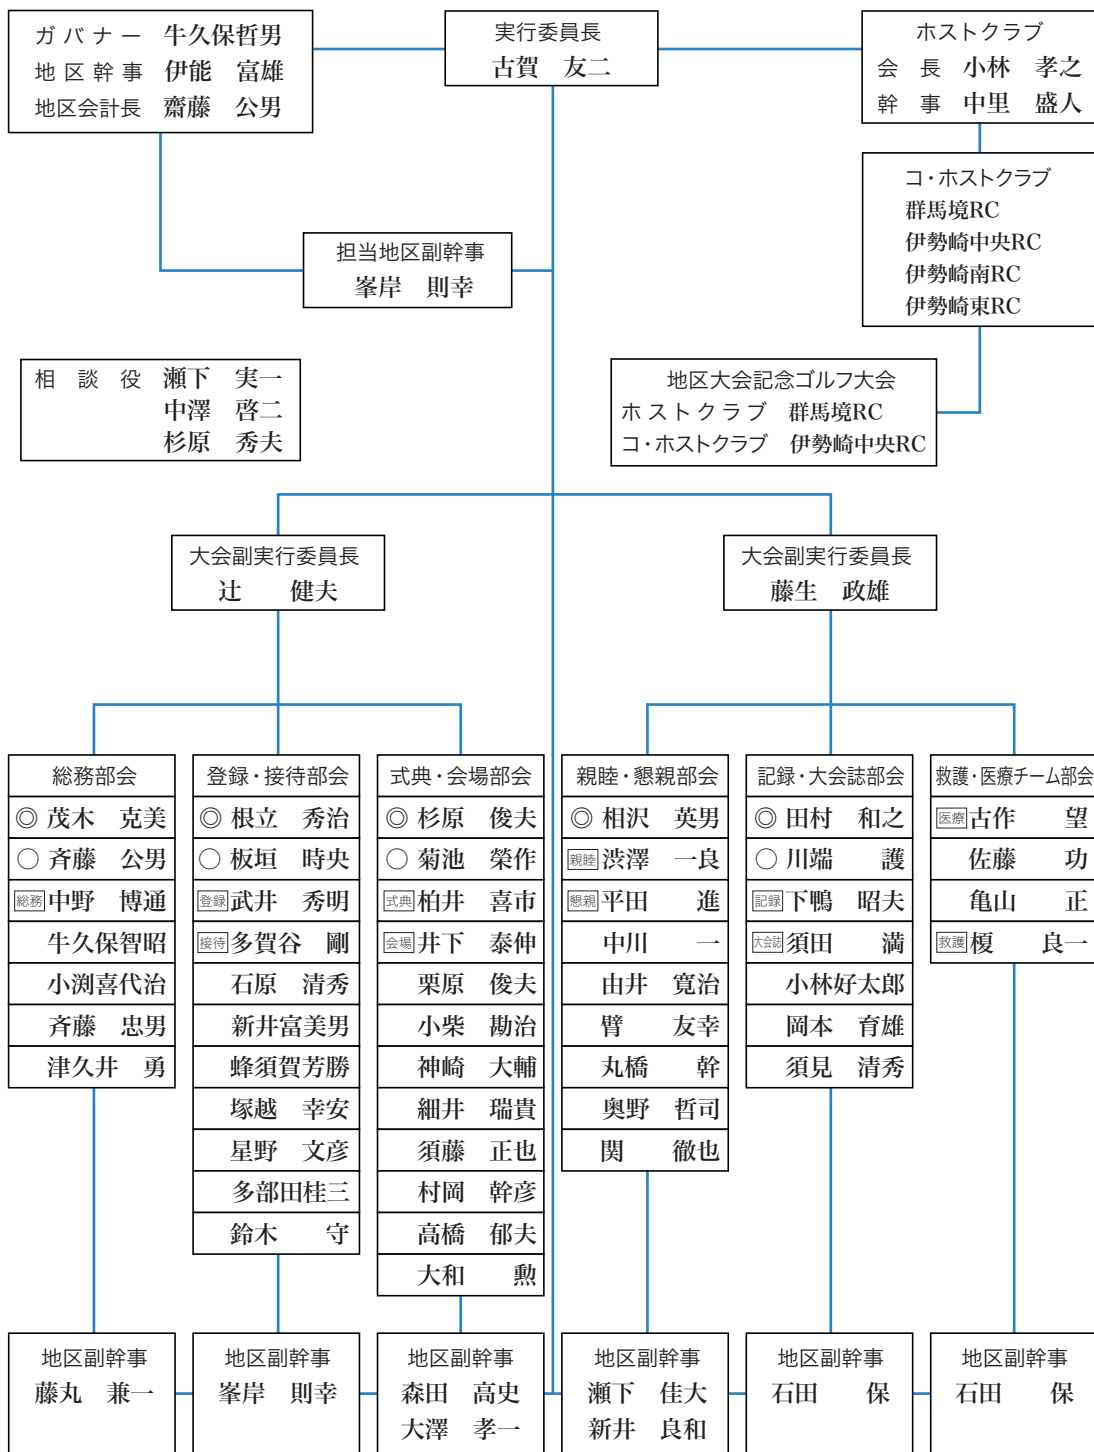 ガバナー 牛久保哲男
地区幹事 伊能 富雄
地区会計長 齋藤 公男
実行委員長
古賀 友二
ホストクラブ
会長 小林 孝之
幹事 中里 盛人
コ・ホストクラブ
群馬境RC
伊勢崎中央RC
伊勢崎南RC
伊勢崎東RC
担当地区副幹事
峯岸 則幸
相談役 瀬下 実一
中澤 啓二
杉原 秀夫
地区大会記念ゴルフ大会
ホストクラブ 群馬境RC
コ・ホストクラブ 伊勢崎中央RC
大会副実行委員長
辻 健夫
大会副実行委員長
藤生 政雄
総務部会
◎ 茂木 克美
○ 斉藤 公男
総務 中野 博通
牛久保智昭
小渕喜代治
斉藤 忠男
津久井 勇
登録・接待部会
◎ 根立 秀治
○ 板垣 時央
登録 武井 秀明
接待 多賀谷 剛
石原 清秀
新井富美男
蜂須賀芳勝
塚越 幸安
星野 文彦
多部田桂三
鈴木 守
式典・会場部会
◎ 杉原 俊夫
○ 菊池 榮作
式典 柏井 喜市
会場 井下 泰伸
栗原 俊夫
小柴 勘治
神崎 大輔
細井 瑞貴
須藤 正也
村岡 幹彦
高橋 郁夫
大和 勲
親睦・懇親部会
◎ 相沢 英男
親睦 渋澤 一良
懇親 平田 進
中川 一
由井 寛治
臂 友幸
丸橋 幹
奥野 哲司
関 徹也
記録・大会誌部会
◎ 田村 和之
○ 川端 護
記録 下鴨 昭夫
大会誌 須田 満
小林好太郎
岡本 育雄
須見 清秀
救護・医療チーム部会
医療 古作 望
佐藤 功
亀山 正
救護 榎 良一
地区副幹事
藤丸 兼一
地区副幹事
峯岸 則幸
地区副幹事
森田 高史
大澤 孝一
地区副幹事
瀬下 佳大
新井 良和
地区副幹事
石田 保
地区副幹事
石田 保